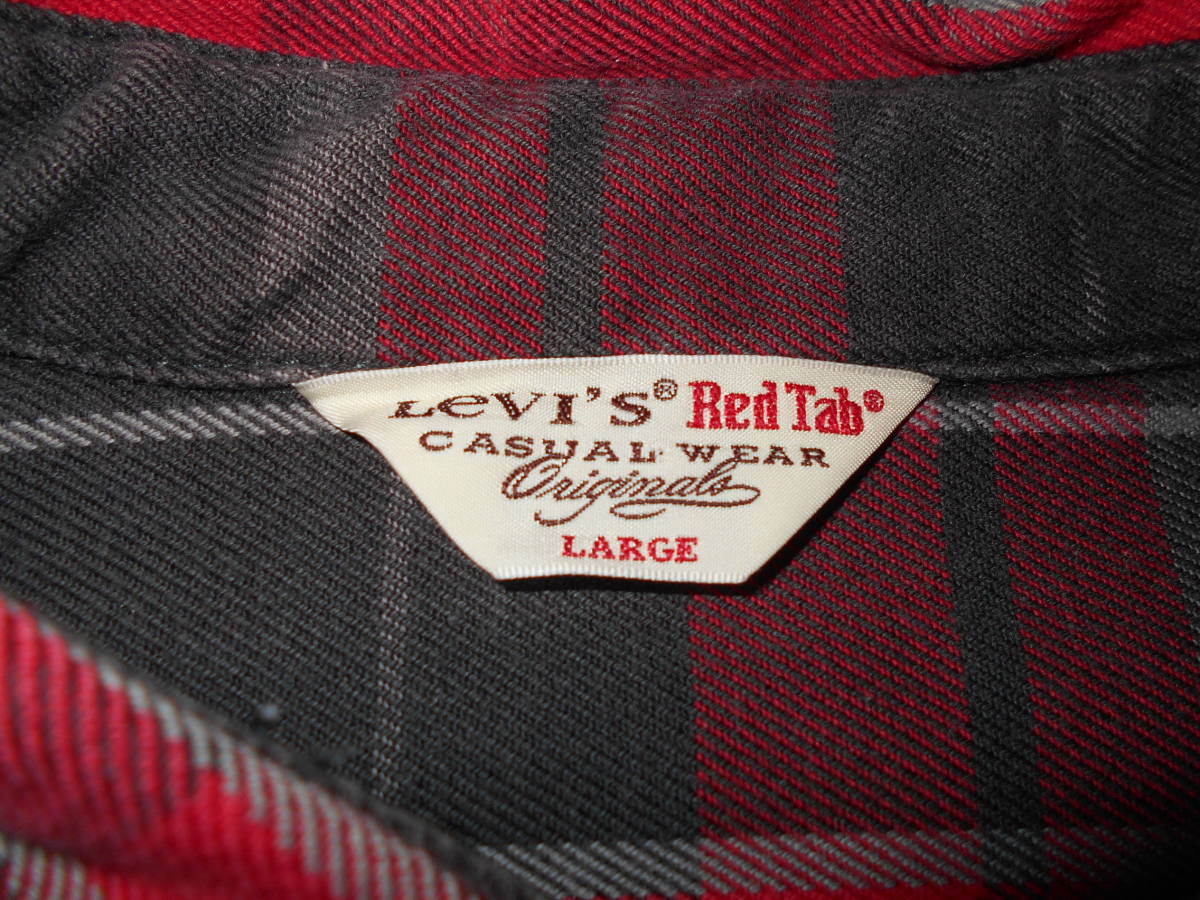 LeVI'S® Red Tab®
CASUAL WEAR
Originals
LARGE